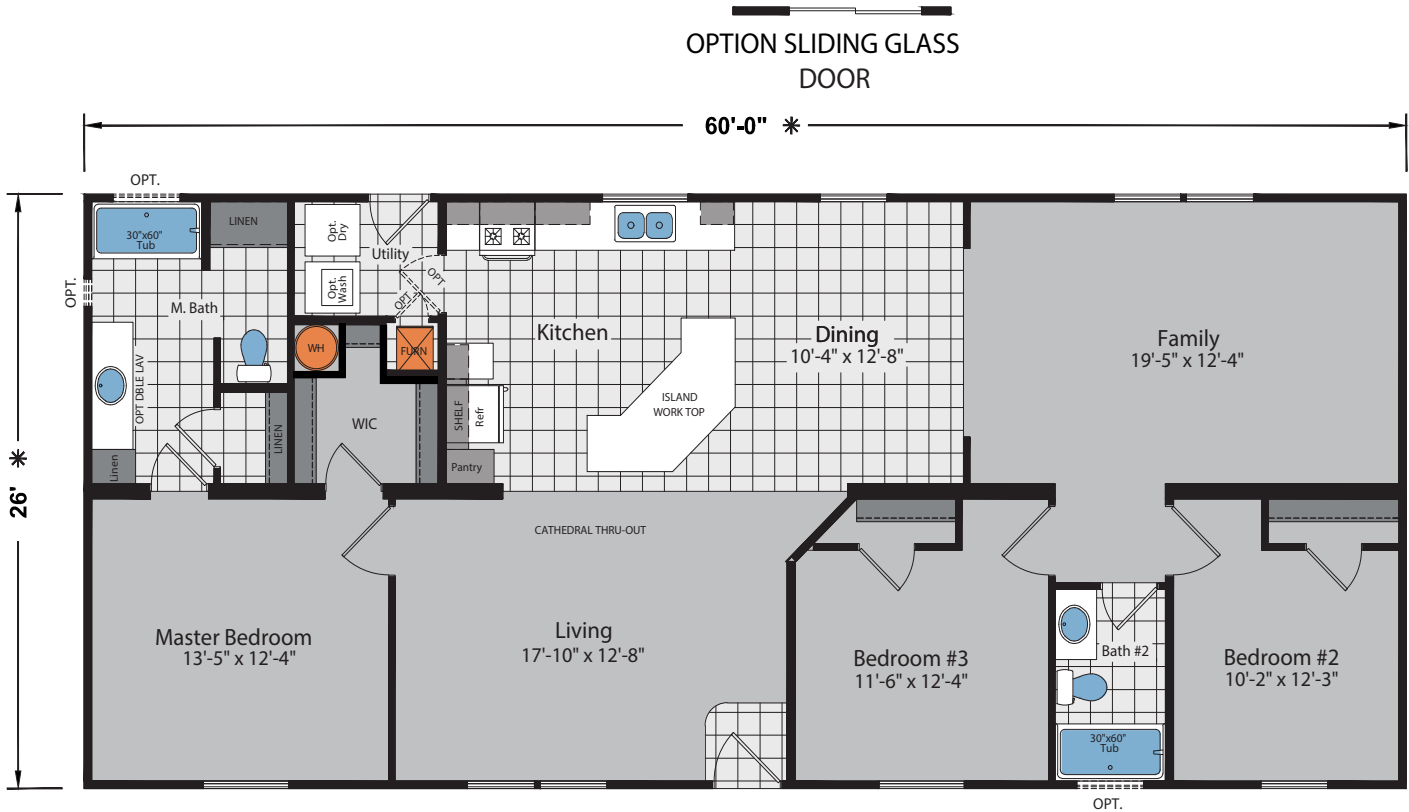 OPTION SLIDING GLASS
DOOR
60'-0" ✳
26' ✳
OPT.
30"x60"
Tub
LINEN
OPT.
M. Bath
OPT DBLE LAV
Linen
LINEN
Opt.
Dry
Opt.
Wash
Utility
OPT
OPT
WH
FURN
WIC
Kitchen
SHELF
Refr
Pantry
ISLAND
WORK TOP
Dining
10'-4" x 12'-8"
Family
19'-5" x 12'-4"
CATHEDRAL THRU-OUT
Master Bedroom
13'-5" x 12'-4"
Living
17'-10" x 12'-8"
Bedroom #3
11'-6" x 12'-4"
Bath #2
30"x60"
Tub
OPT.
Bedroom #2
10'-2" x 12'-3"